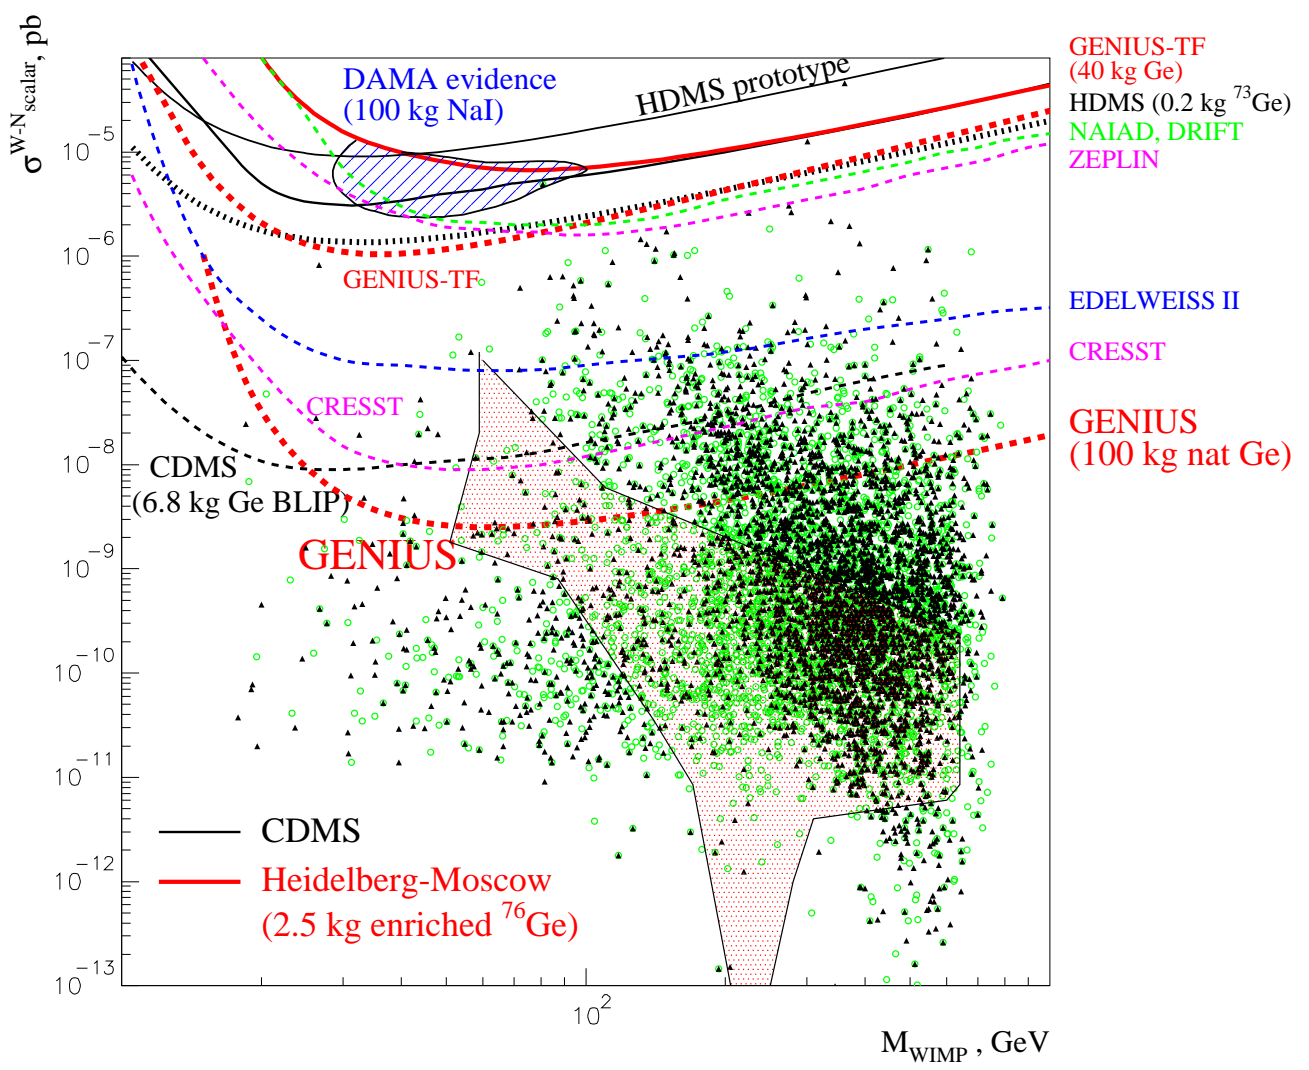 σ^W-N_scalar, pb
10^-5
10^-6
10^-7
10^-8
10^-9
10^-10
10^-11
10^-12
10^-13
DAMA evidence
(100 kg NaI)
HDMS prototype
GENIUS-TF
CRESST
CDMS
(6.8 kg Ge BLIP)
GENIUS
CDMS
Heidelberg-Moscow
(2.5 kg enriched ^76Ge)
10^2
M_WIMP , GeV
GENIUS-TF
(40 kg Ge)
HDMS (0.2 kg ^73Ge)
NAIAD, DRIFT
ZEPLIN
EDELWEISS II
CRESST
GENIUS
(100 kg nat Ge)